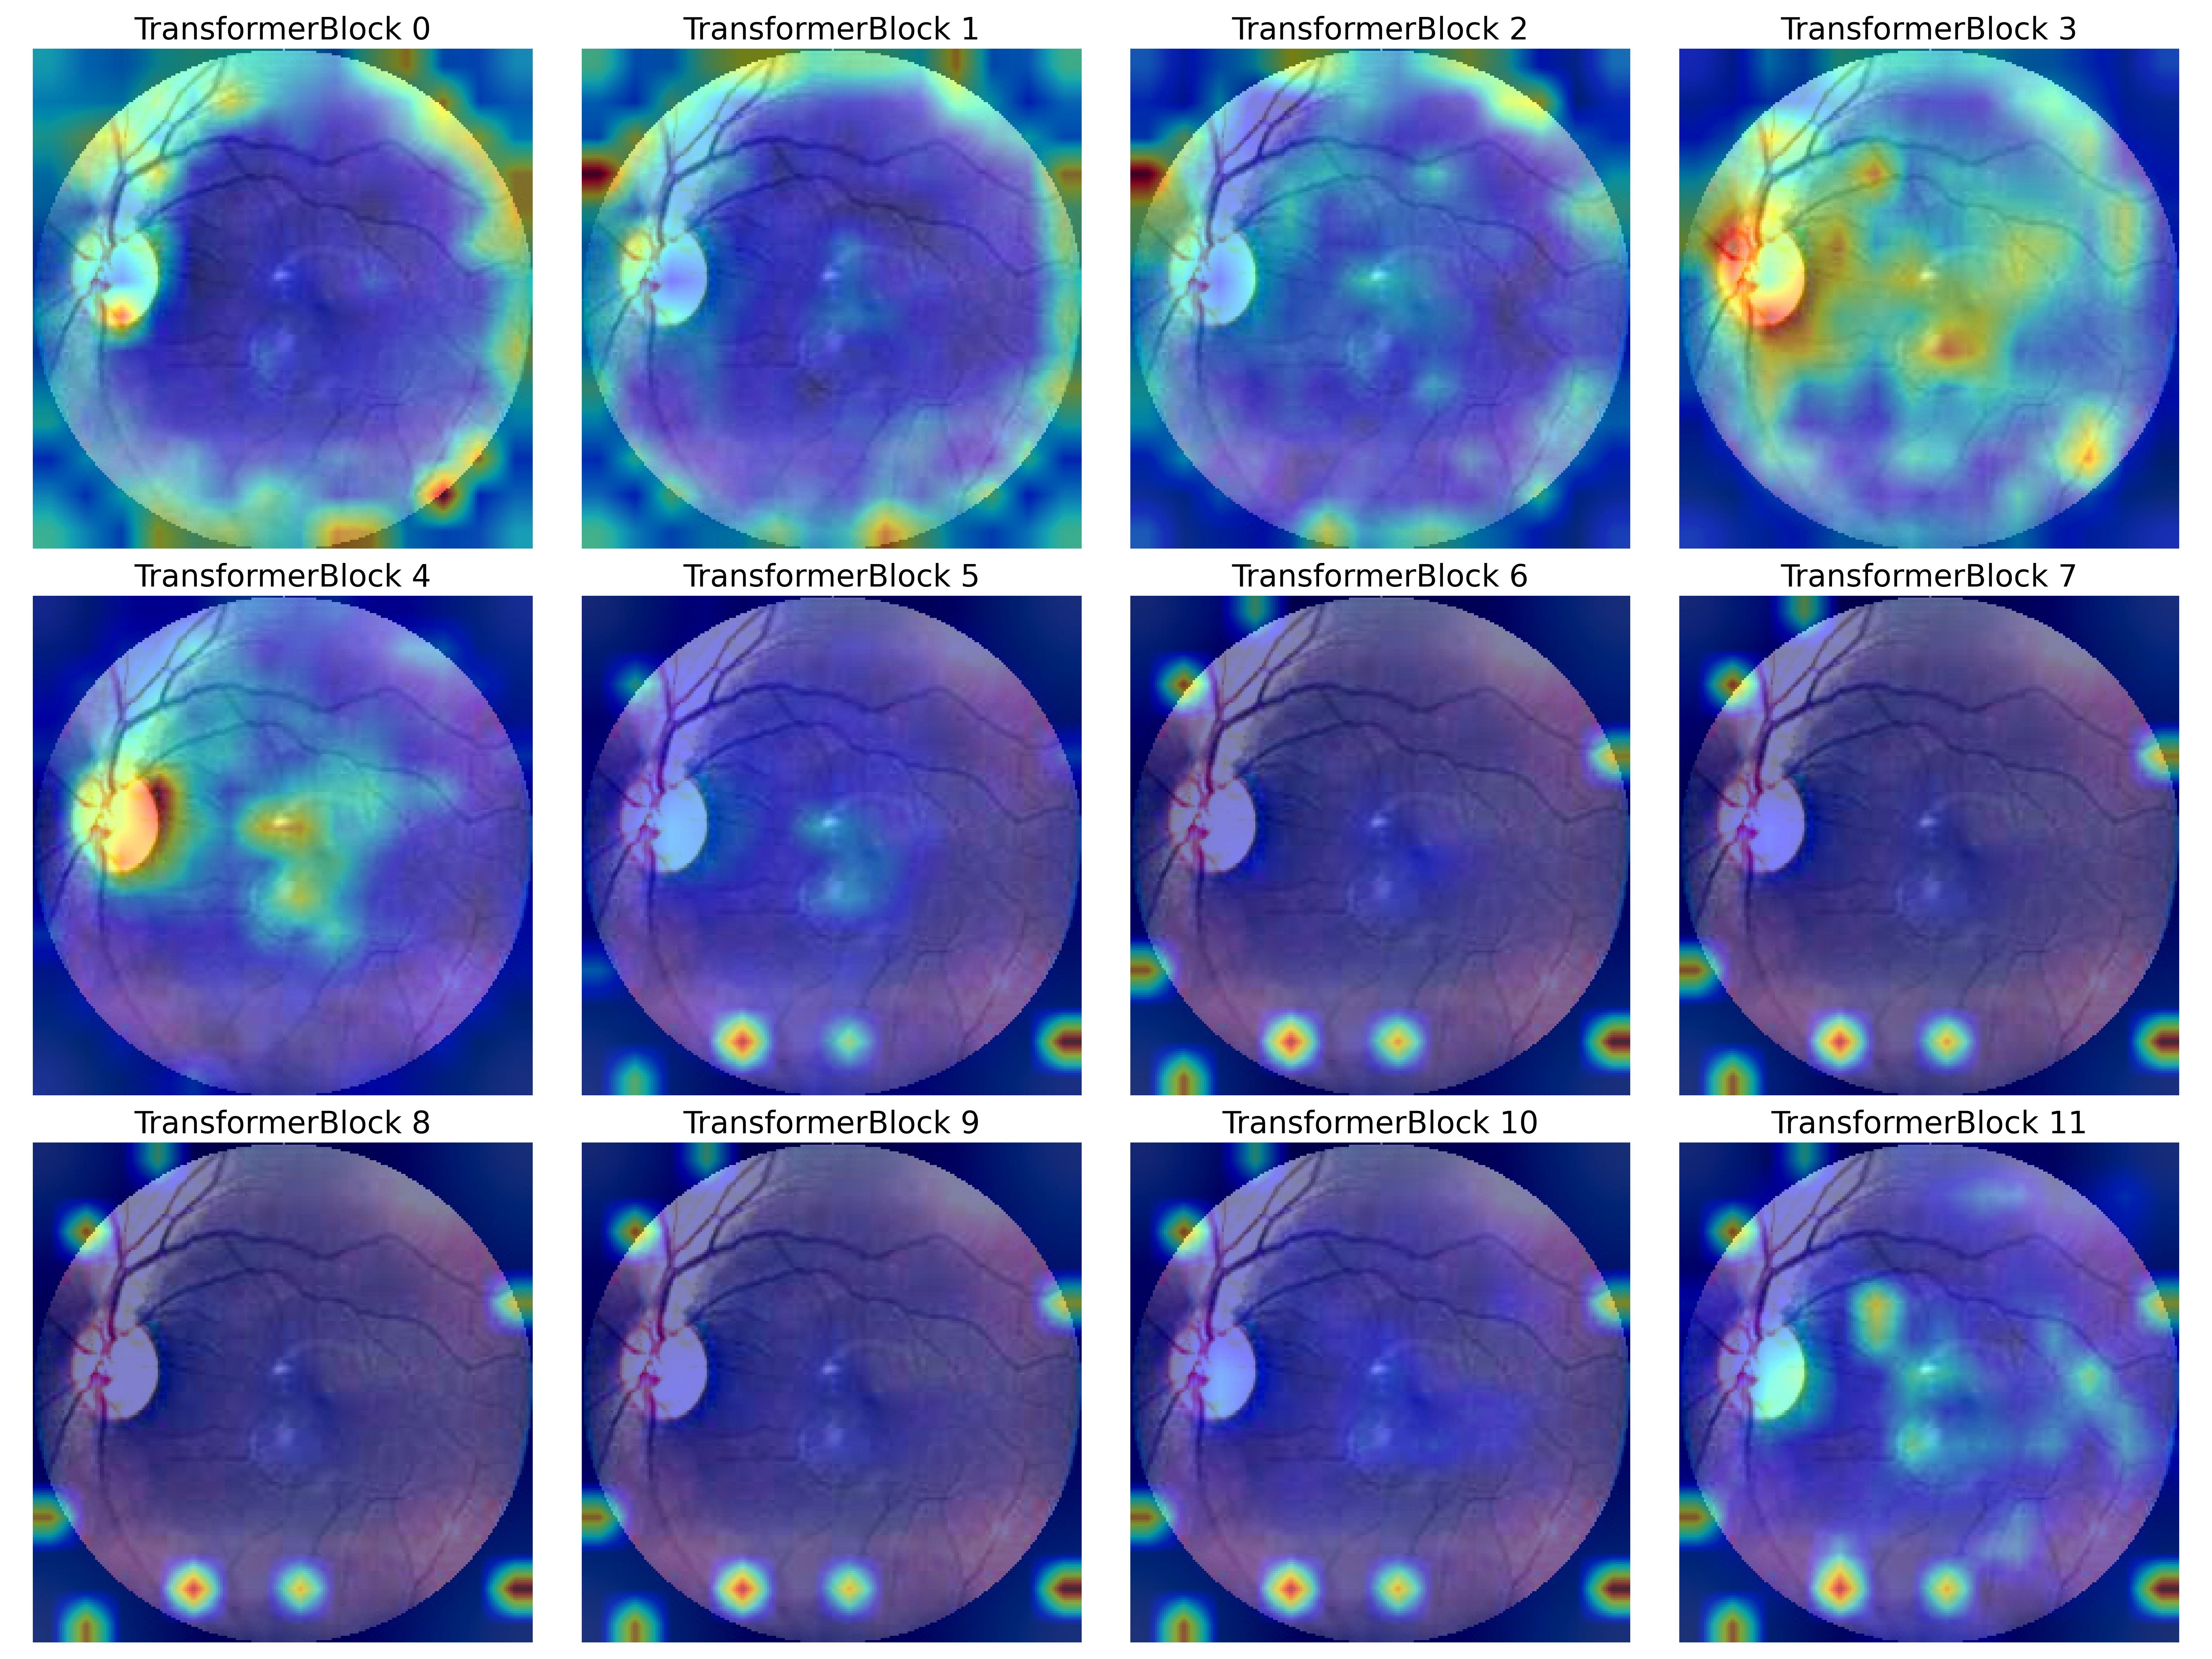 TransformerBlock 0
TransformerBlock 1
TransformerBlock 2
TransformerBlock 3
TransformerBlock 4
TransformerBlock 5
TransformerBlock 6
TransformerBlock 7
TransformerBlock 8
TransformerBlock 9
TransformerBlock 10
TransformerBlock 11